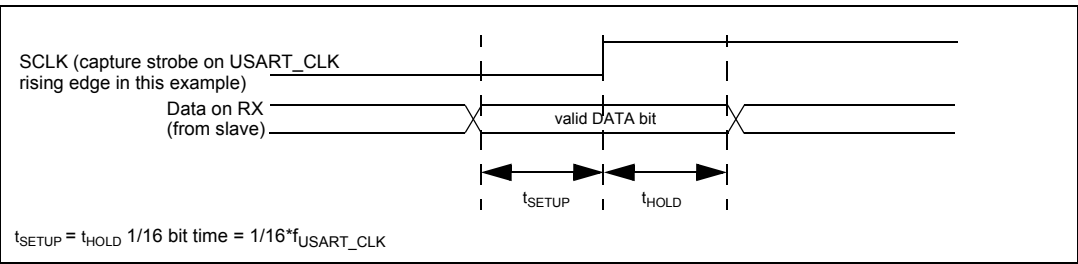 SCLK (capture strobe on USART_CLK
rising edge in this example)
Data on RX
(from slave)
valid DATA bit
tSETUP
tHOLD
tSETUP = tHOLD 1/16 bit time = 1/16*fUSART_CLK